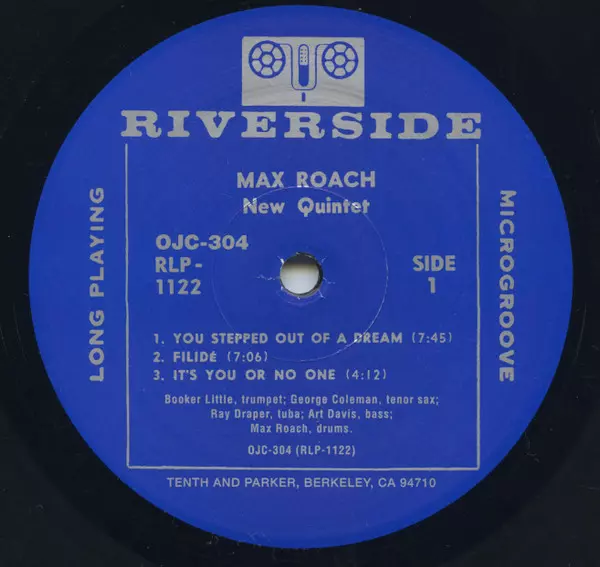 RIVERSIDE
MAX ROACH
New Quintet
OJC-304
RLP-
1122
SIDE
1
LONG PLAYING
MICROGROOVE
1. YOU STEPPED OUT OF A DREAM (7:45)
2. FILIDÉ (7:06)
3. IT'S YOU OR NO ONE (4:12)
Booker Little, trumpet; George Coleman, tenor sax;
Ray Draper, tuba; Art Davis, bass;
Max Roach, drums.
OJC-304 (RLP-1122)
TENTH AND PARKER, BERKELEY, CA 94710